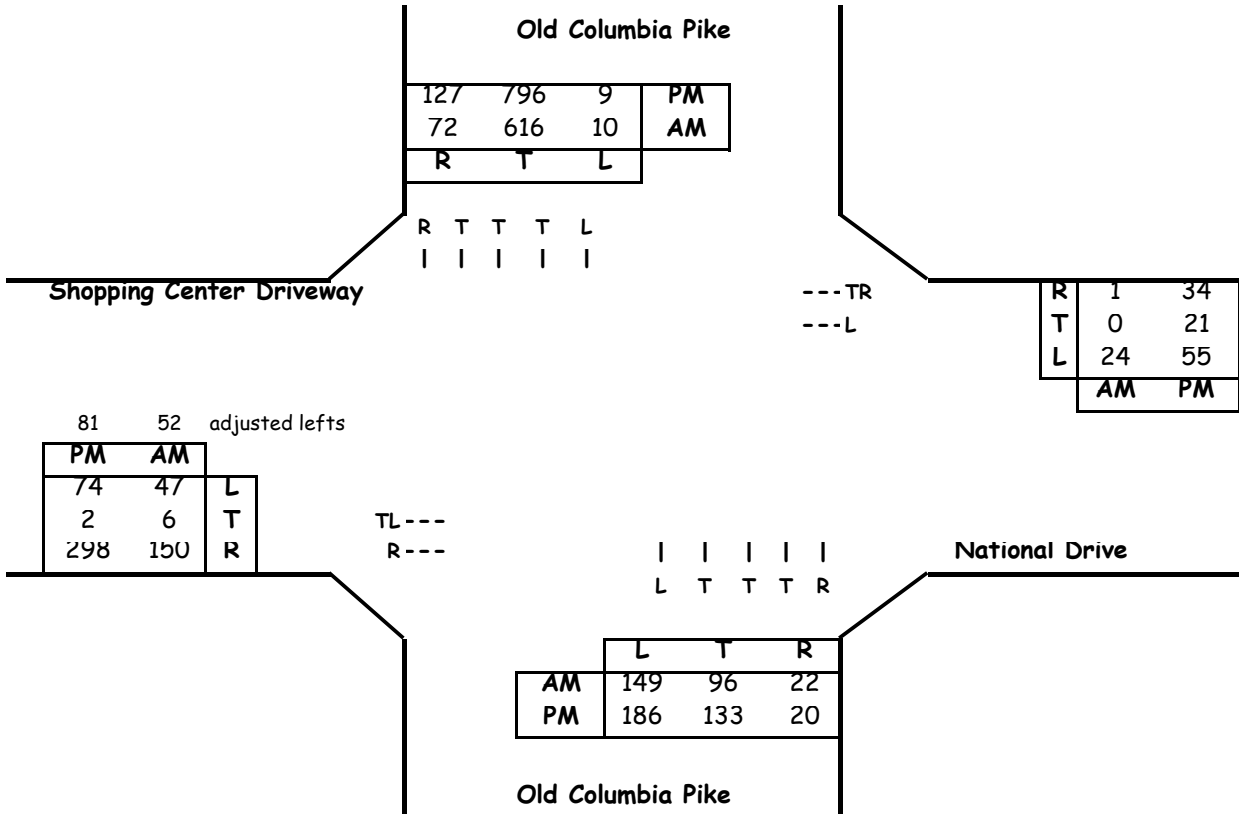 Old Columbia Pike
127 796 9 PM
72 616 10 AM
R T L
R T T T L
Shopping Center Driveway
---TR
---L
R 1 34
T 0 21
L 24 55
AM PM
81 52 adjusted lefts
PM AM
74 47 L
2 6 T
298 150 R
TL---
R---
National Drive
L T T T R
L T R
AM 149 96 22
PM 186 133 20
Old Columbia Pike